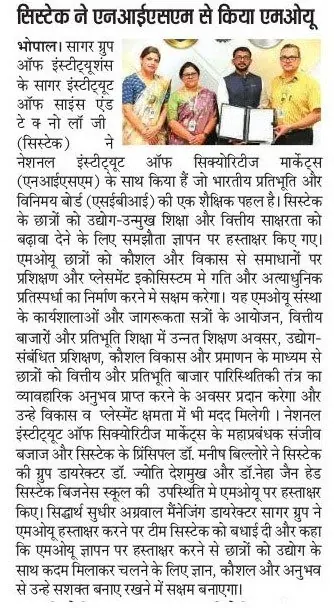 सिस्टेक ने एनआईएसएम से किया एमओयू
भोपाल। सागर ग्रुप
ऑफ इंस्टीट्यूशंस
के सागर इंस्टीट्यूट
ऑफ साइंस एंड
टे क नो लॉ जी
(सिस्टेक) ने
नेशनल इंस्टीट्यूट ऑफ सिक्योरिटीज मार्केट्स
(एनआईएसएम) के साथ किया हैं जो भारतीय प्रतिभूति और
विनिमय बोर्ड (एसईबीआई) की एक शैक्षिक पहल है। सिस्टेक
के छात्रों को उद्योग-उन्मुख शिक्षा और वित्तीय साक्षरता को
बढ़ावा देने के लिए समझौता ज्ञापन पर हस्ताक्षर किए गए।
एमओयू छात्रों को कौशल और विकास से समाधानों पर
प्रशिक्षण और प्लेसमेंट इकोसिस्टम मे गति और अत्याधुनिक
प्रतिस्पर्धा का निर्माण करने मे सक्षम करेगा। यह एमओयू संस्था
के कार्यशालाओं और जागरूकता सत्रों के आयोजन, वित्तीय
बाजारों और प्रतिभूति शिक्षा में उन्नत शिक्षण अवसर, उद्योग-
संबंधित प्रशिक्षण, कौशल विकास और प्रमाणन के माध्यम से
छात्रों को वित्तीय और प्रतिभूति बाजार पारिस्थितिकी तंत्र का
व्यावहारिक अनुभव प्राप्त करने के अवसर प्रदान करेगा और
उन्हे विकास व प्लेस्मेंट क्षमता में भी मदद मिलेगी । नेशनल
इंस्टीट्यूट ऑफ सिक्योरिटीज मार्केट्स के महाप्रबंधक संजीव
बजाज और सिस्टेक के प्रिंसिपल डॉ. मनीष बिल्लोरे ने सिस्टेक
की ग्रुप डायरेक्टर डॉ. ज्योति देशमुख और डॉ.नेहा जैन हेड
सिस्टेक बिजनेस स्कूल की उपस्थिति मे एमओयू पर हस्ताक्षर
किए। सिद्धार्थ सुधीर अग्रवाल मैंनेजिंग डायरेक्टर सागर ग्रुप ने
एमओयू हस्ताक्षर करने पर टीम सिस्टेक को बधाई दी और कहा
कि एमओयू ज्ञापन पर हस्ताक्षर करने से छात्रों को उद्योग के
साथ कदम मिलाकर चलने के लिए ज्ञान, कौशल और अनुभव
से उन्हे सशक्त बनाए रखने में सक्षम बनाएगा।